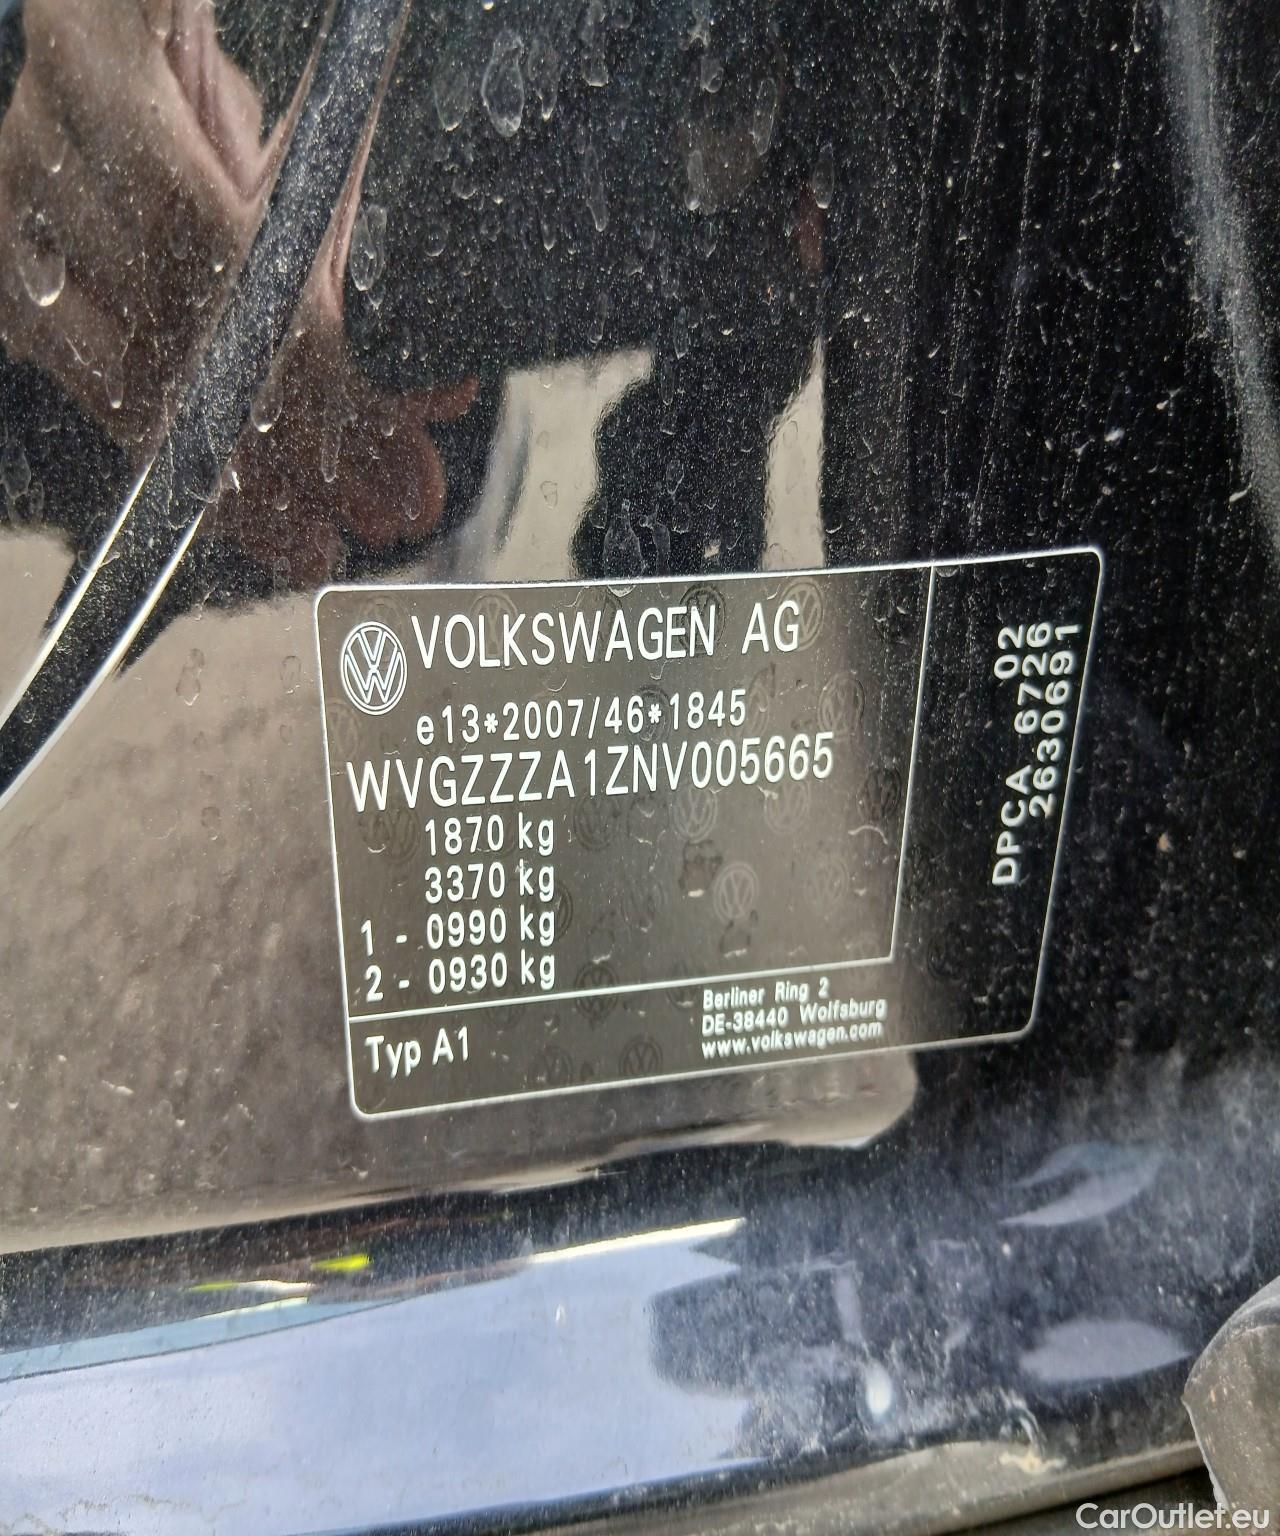 VOLKSWAGEN AG
e13*2007/46*1845
WVGZZZA1ZNV005665
1870 kg
3370 kg
1 - 0990 kg
2 - 0930 kg
Typ A1
Berliner Ring 2
DE-38440 Wolfsburg
www.volkswagen.com
02
DPCA 6726
2630691
CarOutlet.eu